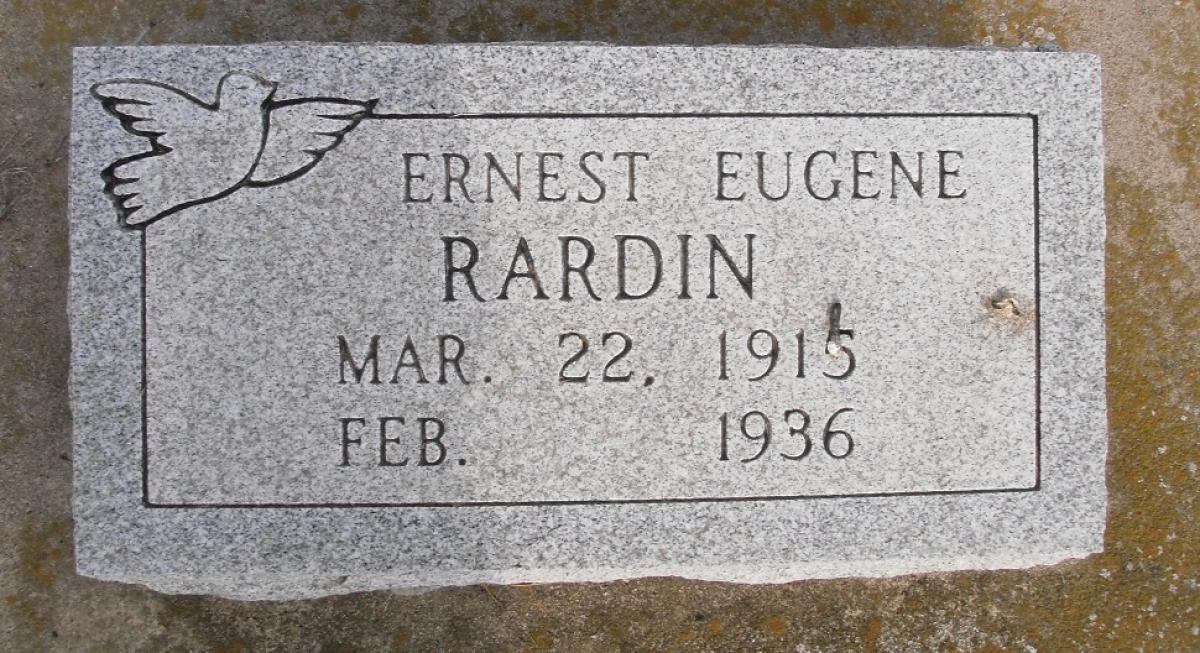 ERNEST EUGENE
RARDIN
MAR. 22, 1915
FEB. 1936